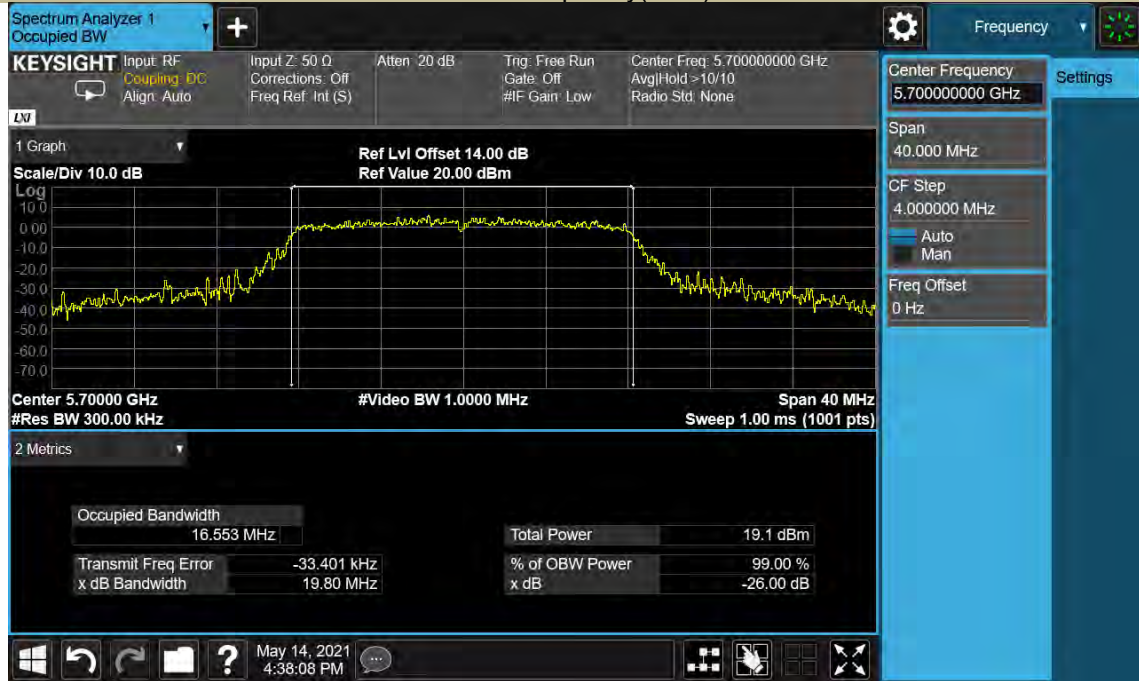 Spectrum Analyzer 1
Occupied BW
+
Frequency
KEYSIGHT
Input: RF
Coupling: DC
Align: Auto
Input Z: 50 Ω
Corrections: Off
Freq Ref: Int (S)
Atten: 20 dB
Trig: Free Run
Gate: Off
#IF Gain: Low
Center Freq: 5.700000000 GHz
Avg|Hold >10/10
Radio Std: None
LXI
Center Frequency
5.700000000 GHz
Settings
Span
40.000 MHz
CF Step
4.000000 MHz
Auto
Man
Freq Offset
0 Hz
1 Graph
Ref Lvl Offset 14.00 dB
Scale/Div 10.0 dB
Ref Value 20.00 dBm
Log
10.0
0.00
-10.0
-20.0
-30.0
-40.0
-50.0
-60.0
-70.0
Center 5.70000 GHz
#Video BW 1.0000 MHz
Span 40 MHz
#Res BW 300.00 kHz
Sweep 1.00 ms (1001 pts)
2 Metrics
Occupied Bandwidth
16.553 MHz
Total Power 19.1 dBm
Transmit Freq Error -33.401 kHz
% of OBW Power 99.00 %
x dB Bandwidth 19.80 MHz
x dB -26.00 dB
?
May 14, 2021
4:38:08 PM